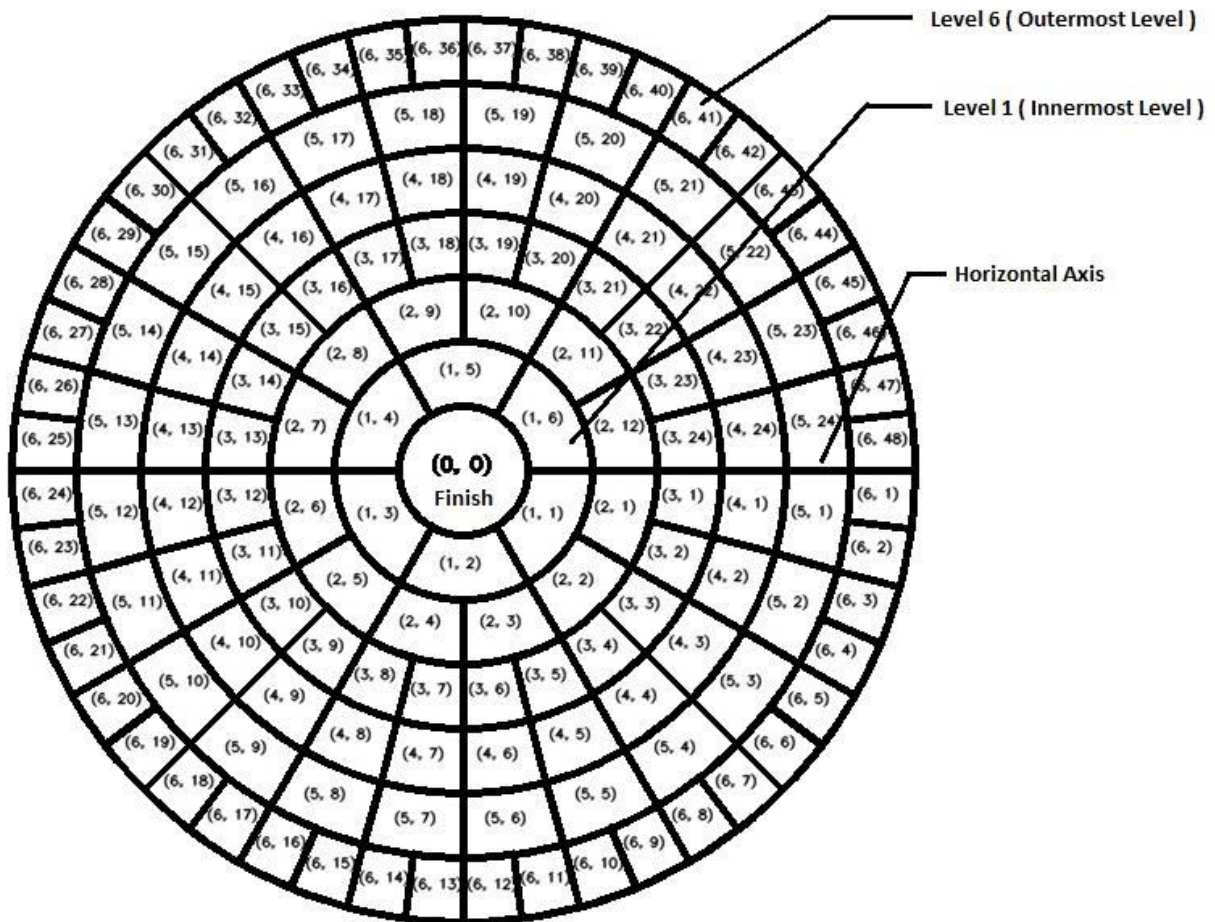 Level 6 ( Outermost Level )
Level 1 ( Innermost Level )
Horizontal Axis
(6, 36) (6, 37)
(6, 35) (6, 38)
(6, 34) (6, 39)
(6, 33) (6, 40)
(6, 32) (6, 41)
(6, 31) (6, 42)
(6, 30) (6, 43)
(6, 29) (6, 44)
(6, 28) (6, 45)
(6, 27) (6, 46)
(6, 26) (6, 47)
(6, 25) (6, 48)
(5, 18) (5, 19)
(5, 17) (5, 20)
(5, 16) (5, 21)
(5, 15) (5, 22)
(5, 14) (5, 23)
(5, 13) (5, 24)
(4, 18) (4, 19)
(4, 17) (4, 20)
(4, 16) (4, 21)
(4, 15) (4, 22)
(4, 14) (4, 23)
(4, 13) (4, 24)
(3, 18) (3, 19)
(3, 17) (3, 20)
(3, 16) (3, 21)
(3, 15) (3, 22)
(3, 14) (3, 23)
(3, 13) (3, 24)
(2, 9) (2, 10)
(2, 8) (2, 11)
(2, 7) (2, 12)
(1, 5)
(1, 4) (1, 6)
(0, 0)
Finish
(1, 3) (1, 1)
(1, 2)
(2, 6) (2, 1)
(2, 5) (2, 2)
(2, 4) (2, 3)
(3, 12) (3, 1)
(3, 11) (3, 2)
(3, 10) (3, 3)
(3, 9) (3, 4)
(3, 8) (3, 5)
(3, 7) (3, 6)
(4, 12) (4, 1)
(4, 11) (4, 2)
(4, 10) (4, 3)
(4, 9) (4, 4)
(4, 8) (4, 5)
(4, 7) (4, 6)
(5, 12) (5, 1)
(5, 11) (5, 2)
(5, 10) (5, 3)
(5, 9) (5, 4)
(5, 8) (5, 5)
(5, 7) (5, 6)
(6, 24) (6, 1)
(6, 23) (6, 2)
(6, 22) (6, 3)
(6, 21) (6, 4)
(6, 20) (6, 5)
(6, 19) (6, 6)
(6, 18) (6, 7)
(6, 17) (6, 8)
(6, 16) (6, 9)
(6, 15) (6, 10)
(6, 14) (6, 11)
(6, 13) (6, 12)